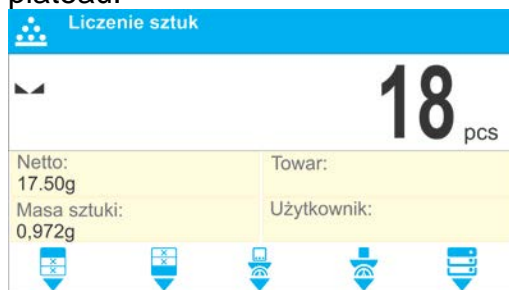 Liczenie sztuk
18 pcs
Netto:
17.50g
Towar:
Masa sztuki:
0,972g
Użytkownik: